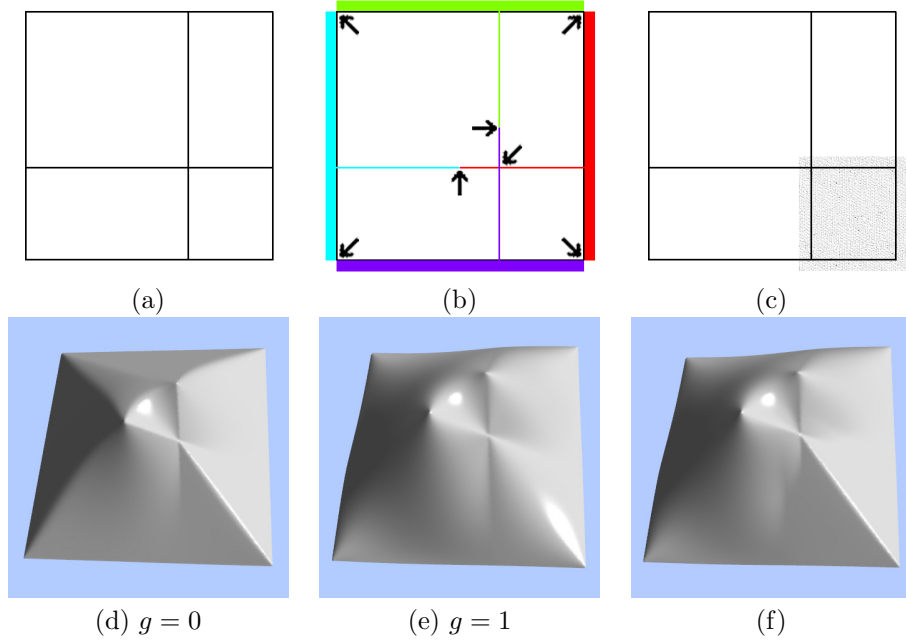 (a) (b) (c)
(d) g = 0 (e) g = 1 (f)